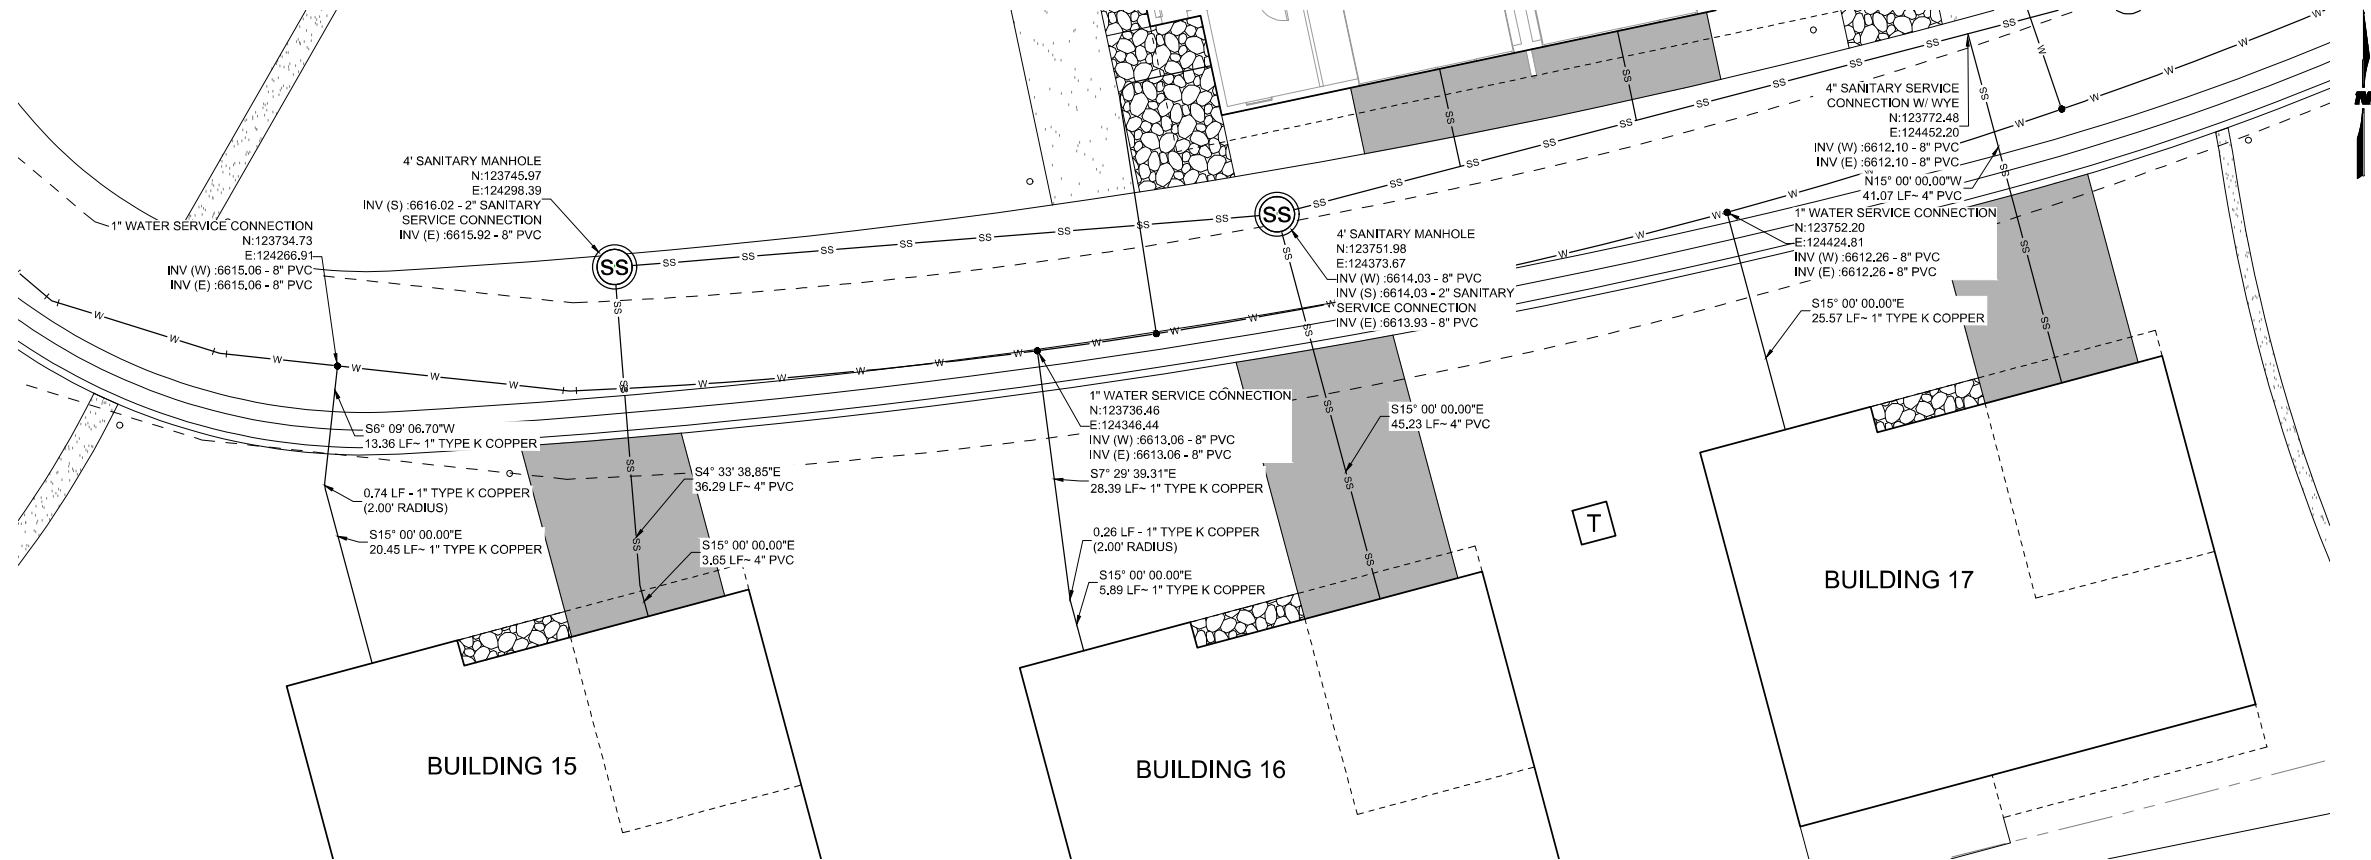 4' SANITARY MANHOLE
N:123745.97
E:124298.39
INV (S) :6616.02 - 2" SANITARY
SERVICE CONNECTION
INV (E) :6615.92 - 8" PVC
1" WATER SERVICE CONNECTION
N:123734.73
E:124266.91
INV (W) :6615.06 - 8" PVC
INV (E) :6615.06 - 8" PVC
SS
SS
4' SANITARY MANHOLE
N:123751.98
E:124373.67
INV (W) :6614.03 - 8" PVC
INV (S) :6614.03 - 2" SANITARY
SERVICE CONNECTION
INV (E) :6613.93 - 8" PVC
4" SANITARY SERVICE
CONNECTION W/ WYE
N:123772.48
E:124452.20
INV (W) :6612.10 - 8" PVC
INV (E) :6612.10 - 8" PVC
N15° 00' 00.00"W
41.07 LF~ 4" PVC
1" WATER SERVICE CONNECTION
N:123752.20
E:124424.81
INV (W) :6612.26 - 8" PVC
INV (E) :6612.26 - 8" PVC
S15° 00' 00.00"E
25.57 LF~ 1" TYPE K COPPER
S6° 09' 06.70"W
13.36 LF~ 1" TYPE K COPPER
0.74 LF - 1" TYPE K COPPER
(2.00' RADIUS)
S15° 00' 00.00"E
20.45 LF~ 1" TYPE K COPPER
S4° 33' 38.85"E
36.29 LF~ 4" PVC
S15° 00' 00.00"E
3.65 LF~ 4" PVC
1" WATER SERVICE CONNECTION
N:123736.46
E:124346.44
INV (W) :6613.06 - 8" PVC
INV (E) :6613.06 - 8" PVC
S7° 29' 39.31"E
28.39 LF~ 1" TYPE K COPPER
0.26 LF - 1" TYPE K COPPER
(2.00' RADIUS)
S15° 00' 00.00"E
5.89 LF~ 1" TYPE K COPPER
S15° 00' 00.00"E
45.23 LF~ 4" PVC
T
N
BUILDING 15
BUILDING 16
BUILDING 17